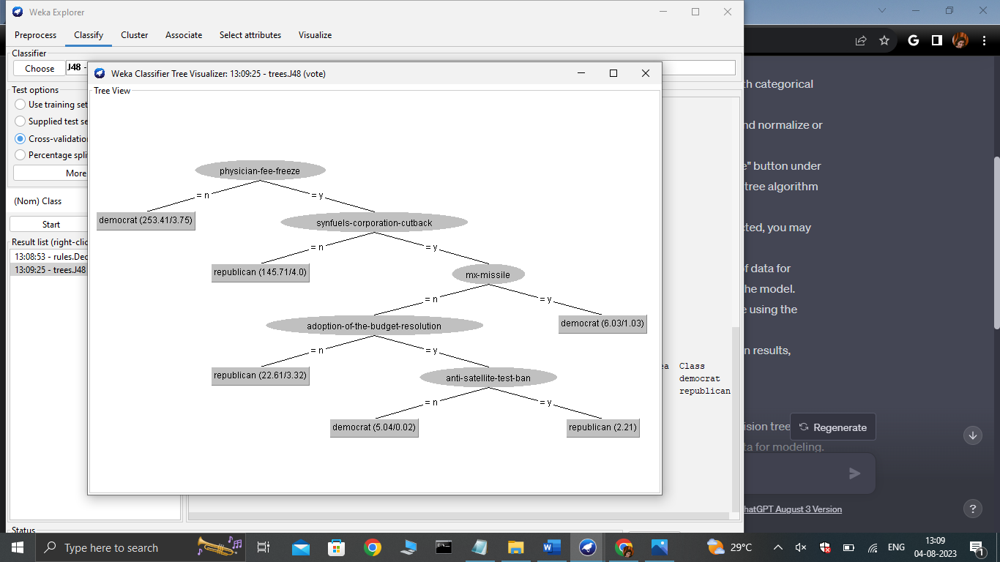 Weka Explorer
Preprocess Classify Cluster Associate Select attributes Visualize
Classifier
Choose J48 -
Test options
Use training set
Supplied test se
Cross-validation
Percentage spli
More
(Nom) Class
Start
Result list (right-clic
13:08:53 - rules.Dec
13:09:25 - trees.J48
Status
Weka Classifier Tree Visualizer: 13:09:25 - trees.J48 (vote)
Tree View
physician-fee-freeze
= n = y
democrat (253.41/3.75)
synfuels-corporation-cutback
= n = y
republican (145.71/4.0)
mx-missile
= n = y
adoption-of-the-budget-resolution
democrat (6.03/1.03)
= n = y
republican (22.61/3.32)
anti-satellite-test-ban
= n = y
democrat (5.04/0.02)
republican (2.21)
ea Class
democrat
republican
th categorical
nd normalize or
e" button under
tree algorithm
cted, you may
of data for
he model.
e using the
n results,
ision tree
Regenerate
ta for modeling.
hatGPT August 3 Version
?
Type here to search
29°C
ENG
13:09
04-08-2023
1